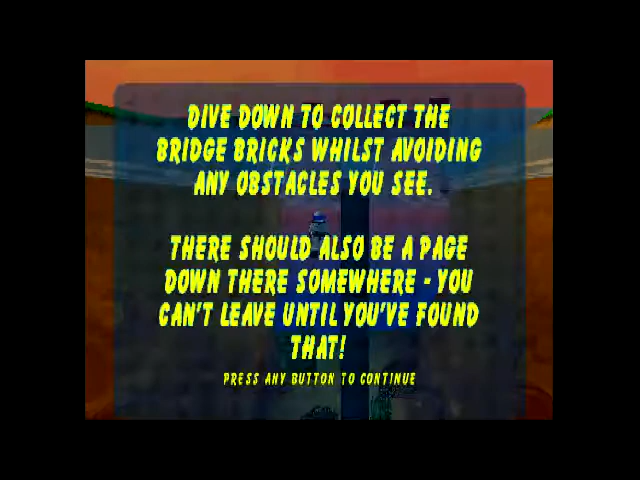 DIVE DOWN TO COLLECT THE
BRIDGE BRICKS WHILST AVOIDING
ANY OBSTACLES YOU SEE.
THERE SHOULD ALSO BE A PAGE
DOWN THERE SOMEWHERE - YOU
CAN'T LEAVE UNTIL YOU'VE FOUND
THAT!
PRESS ANY BUTTON TO CONTINUE